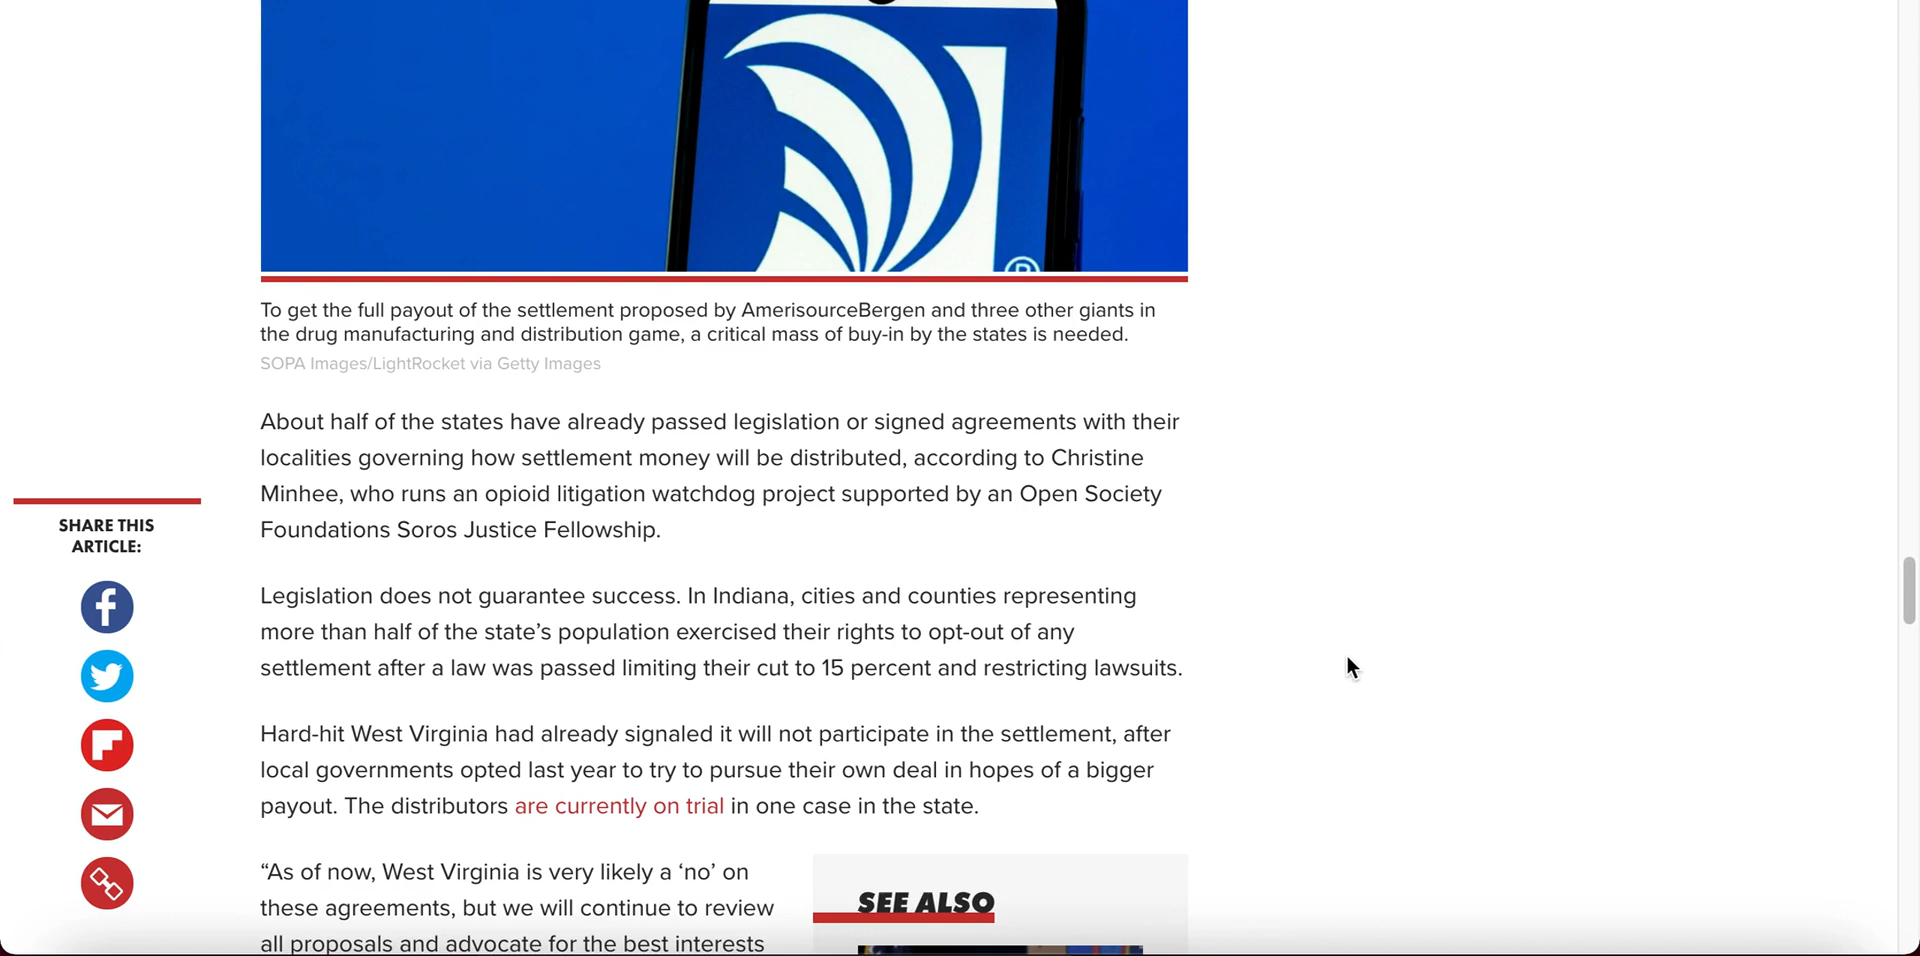 ®
To get the full payout of the settlement proposed by AmerisourceBergen and three other giants in
the drug manufacturing and distribution game, a critical mass of buy-in by the states is needed.
SOPA Images/LightRocket via Getty Images
About half of the states have already passed legislation or signed agreements with their
localities governing how settlement money will be distributed, according to Christine
Minhee, who runs an opioid litigation watchdog project supported by an Open Society
Foundations Soros Justice Fellowship.
SHARE THIS
ARTICLE:
Legislation does not guarantee success. In Indiana, cities and counties representing
more than half of the state’s population exercised their rights to opt-out of any
settlement after a law was passed limiting their cut to 15 percent and restricting lawsuits.
Hard-hit West Virginia had already signaled it will not participate in the settlement, after
local governments opted last year to try to pursue their own deal in hopes of a bigger
payout. The distributors are currently on trial in one case in the state.
“As of now, West Virginia is very likely a ‘no’ on
these agreements, but we will continue to review
all proposals and advocate for the best interests
SEE ALSO